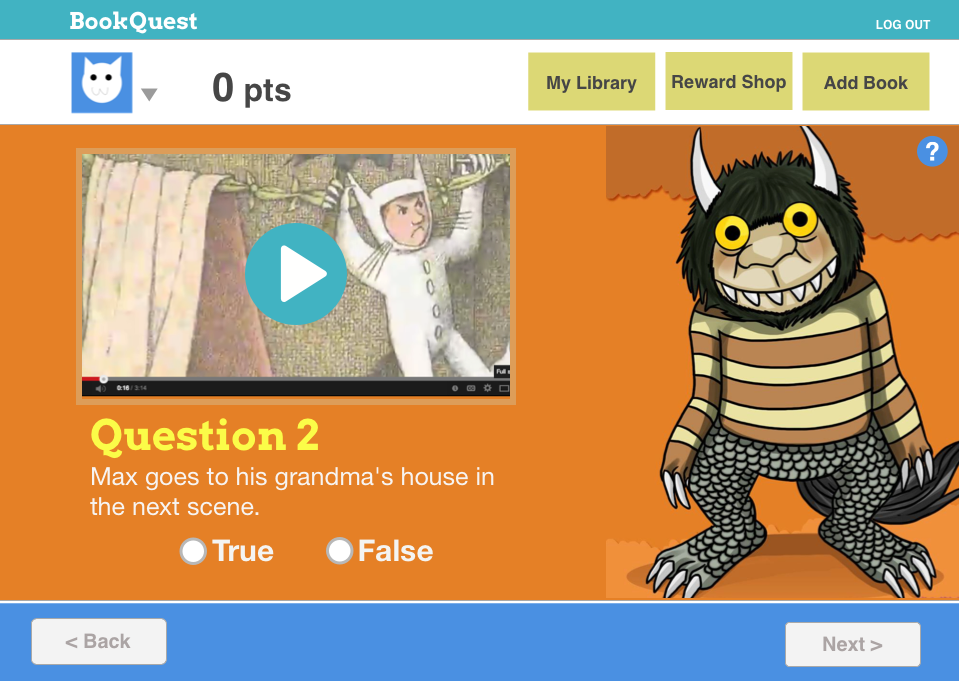 BookQuest
LOG OUT
0 pts
My Library
Reward Shop
Add Book
?
Full
0:16 / 3:14
Question 2
Max goes to his grandma's house in
the next scene.
True
False
< Back
Next >